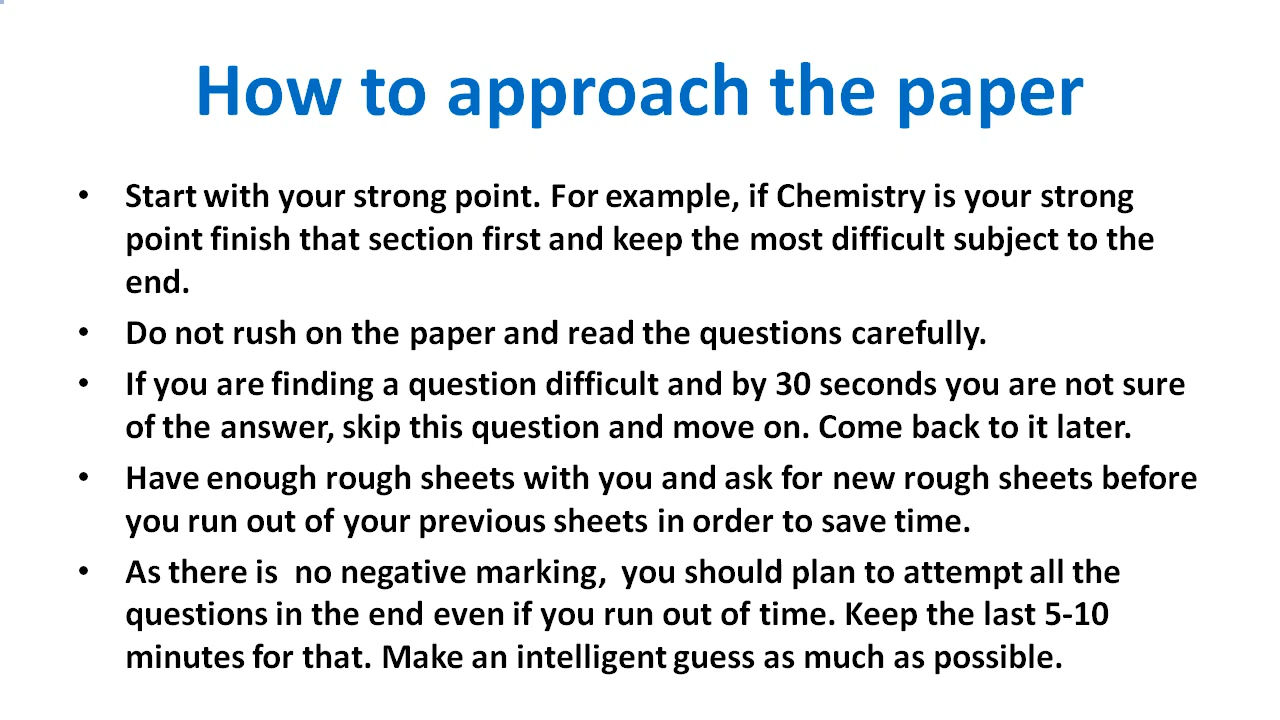 How to approach the paper
• Start with your strong point. For example, if Chemistry is your strong
point finish that section first and keep the most difficult subject to the
end.
• Do not rush on the paper and read the questions carefully.
• If you are finding a question difficult and by 30 seconds you are not sure
of the answer, skip this question and move on. Come back to it later.
• Have enough rough sheets with you and ask for new rough sheets before
you run out of your previous sheets in order to save time.
• As there is  no negative marking,  you should plan to attempt all the
questions in the end even if you run out of time. Keep the last 5-10
minutes for that. Make an intelligent guess as much as possible.